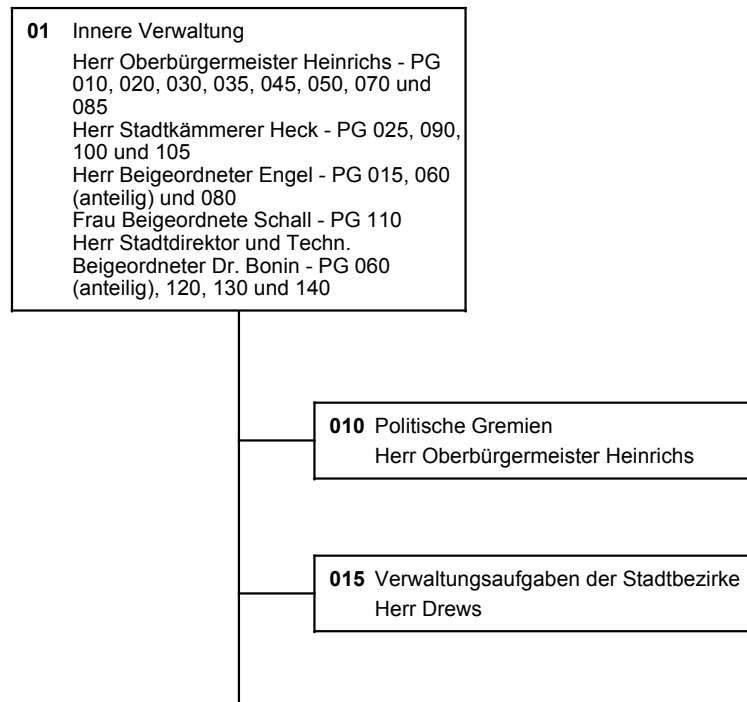 01 Innere Verwaltung
Herr Oberbürgermeister Heinrichs - PG
010, 020, 030, 035, 045, 050, 070 und
085
Herr Stadtkämmerer Heck - PG 025, 090,
100 und 105
Herr Beigeordneter Engel - PG 015, 060
(anteilig) und 080
Frau Beigeordnete Schall - PG 110
Herr Stadtdirektor und Techn.
Beigeordneter Dr. Bonin - PG 060
(anteilig), 120, 130 und 140
010 Politische Gremien
Herr Oberbürgermeister Heinrichs
015 Verwaltungsaufgaben der Stadtbezirke
Herr Drews